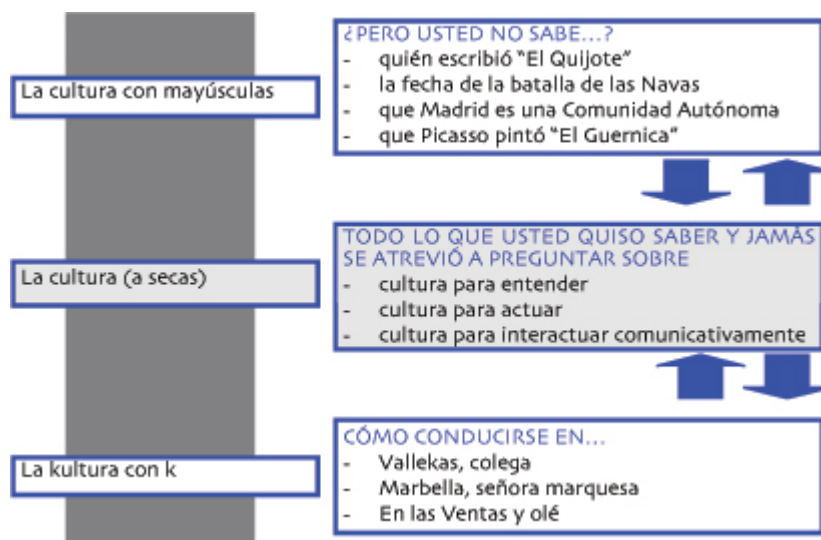 La cultura con mayúsculas
¿PERO USTED NO SABE...?
- quién escribió "El Quijote"
- la fecha de la batalla de las Navas
- que Madrid es una Comunidad Autónoma
- que Picasso pintó "El Guernica"
La cultura (a secas)
TODO LO QUE USTED QUISO SABER Y JAMÁS
SE ATREVIÓ A PREGUNTAR SOBRE
- cultura para entender
- cultura para actuar
- cultura para interactuar comunicativamente
La kultura con k
CÓMO CONDUCIRSE EN...
- Vallekas, colega
- Marbella, señora marquesa
- En las Ventas y olé